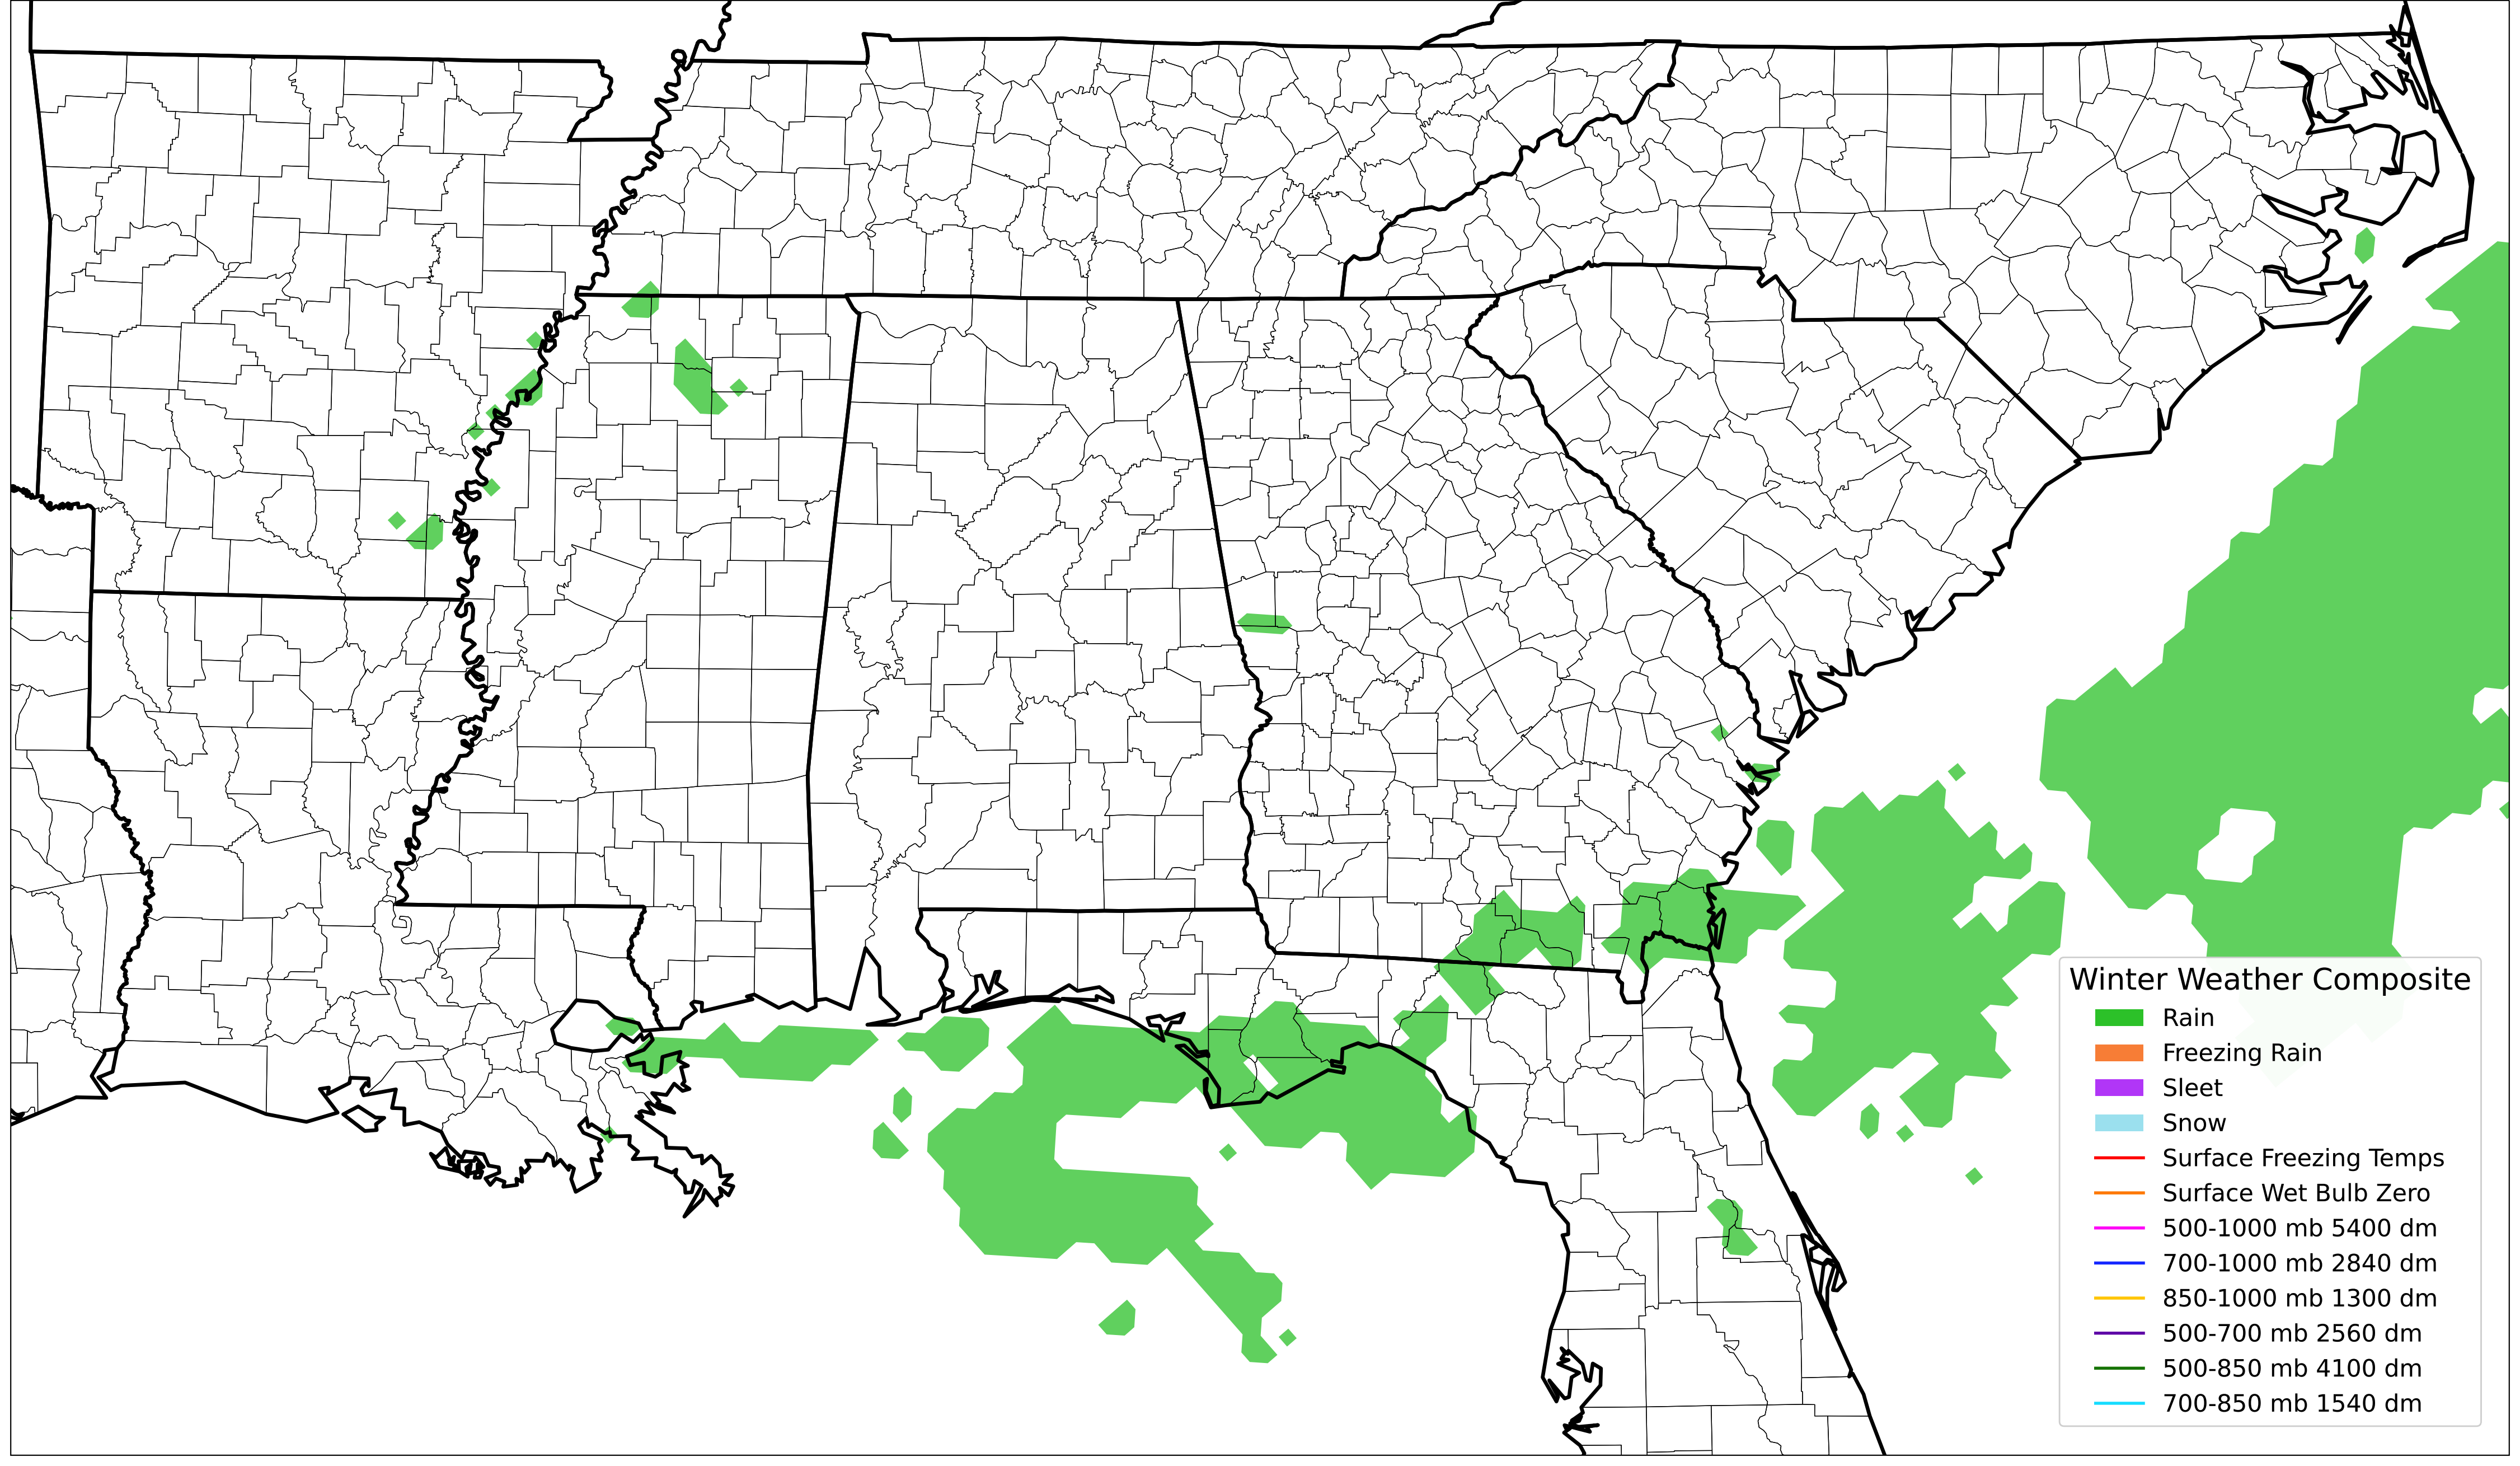 Winter Weather Composite
Rain
Freezing Rain
Sleet
Snow
Surface Freezing Temps
Surface Wet Bulb Zero
500-1000 mb 5400 dm
700-1000 mb 2840 dm
850-1000 mb 1300 dm
500-700 mb 2560 dm
500-850 mb 4100 dm
700-850 mb 1540 dm